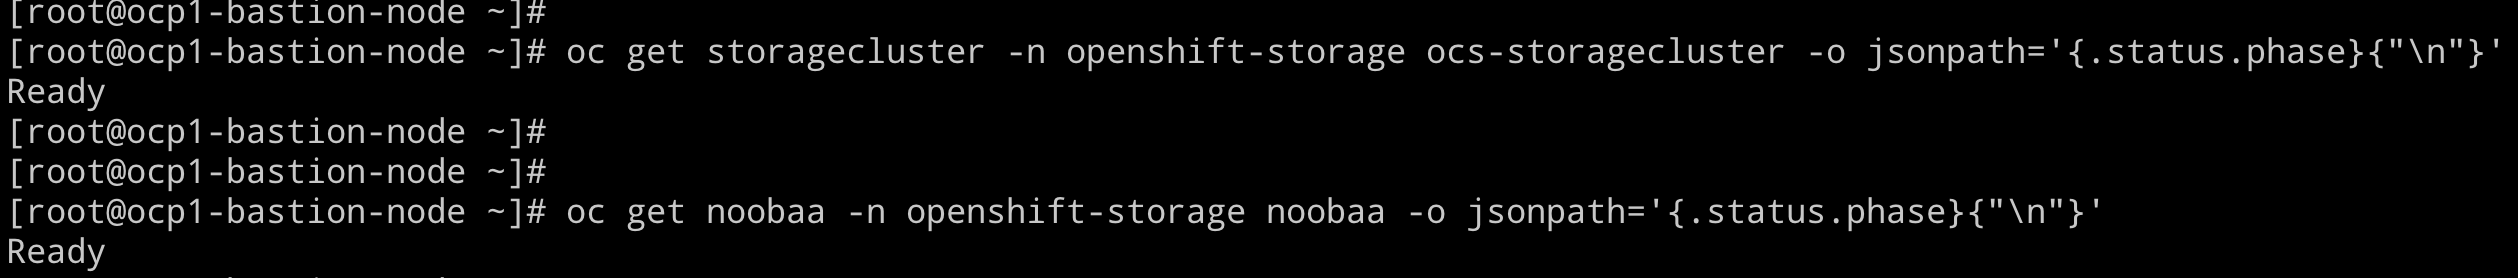 [root@ocp1-bastion-node ~]#
[root@ocp1-bastion-node ~]# oc get storagecluster -n openshift-storage ocs-storagecluster -o jsonpath='{.status.phase}{"\n"}'
Ready
[root@ocp1-bastion-node ~]#
[root@ocp1-bastion-node ~]#
[root@ocp1-bastion-node ~]# oc get noobaa -n openshift-storage noobaa -o jsonpath='{.status.phase}{"\n"}'
Ready